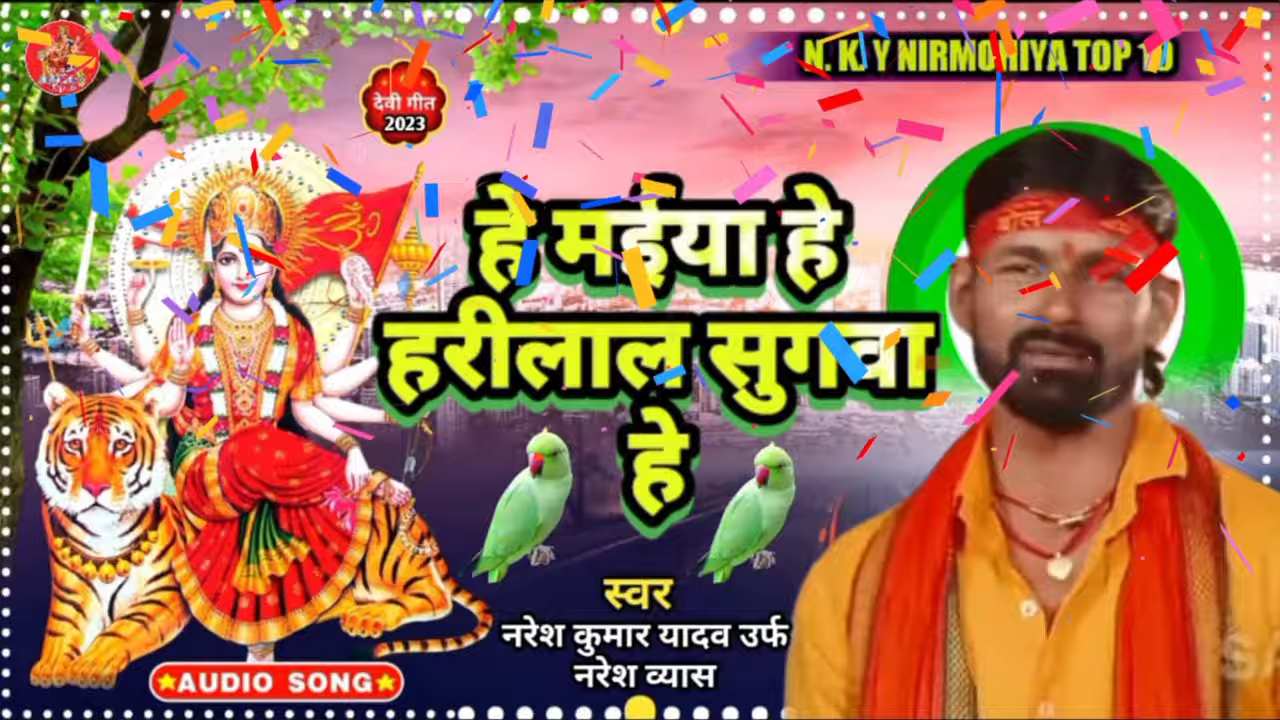 N. K. Y NIRMOHIYA TOP 10
देवी गीत
2023
हे मईया हे
हरीलाल सुगवा
हे
स्वर
नरेश कुमार यादव उर्फ
नरेश व्यास
AUDIO SONG